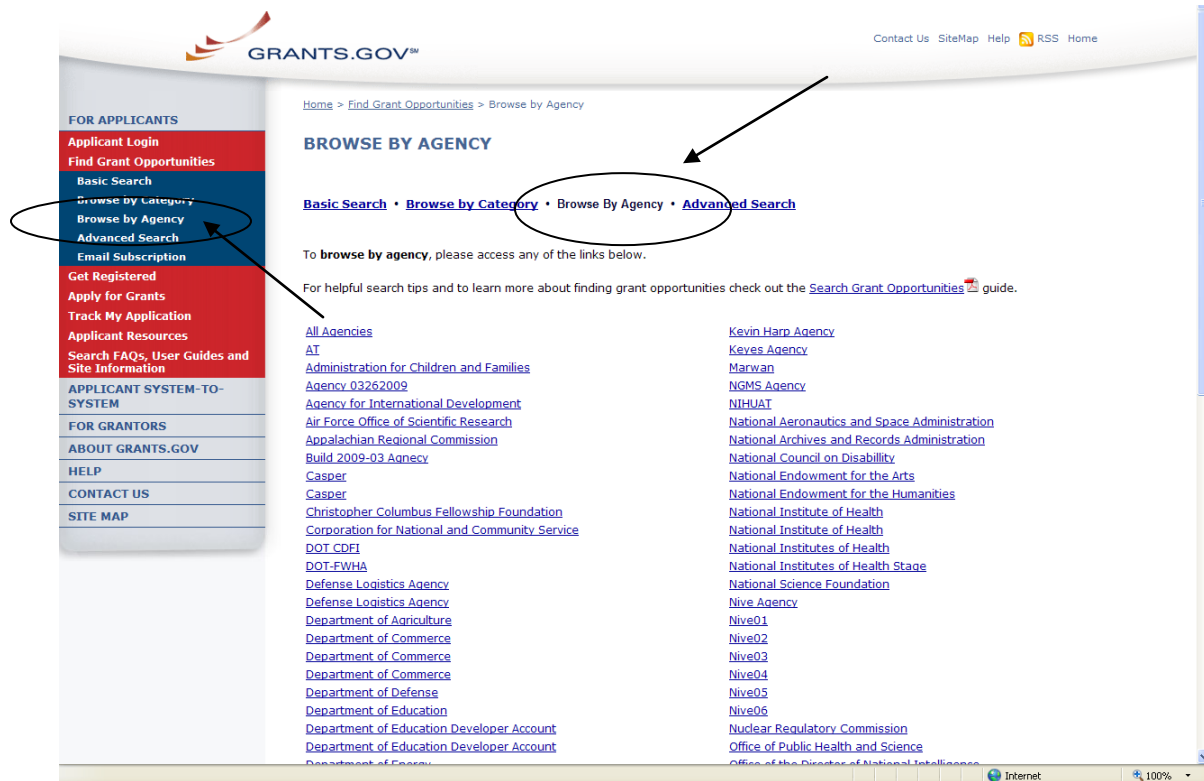 GRANTS.GOV℠
Contact Us SiteMap Help RSS Home
FOR APPLICANTS
Applicant Login
Find Grant Opportunities
Basic Search
Browse by Category
Browse by Agency
Advanced Search
Email Subscription
Get Registered
Apply for Grants
Track My Application
Applicant Resources
Search FAQs, User Guides and
Site Information
APPLICANT SYSTEM-TO-
SYSTEM
FOR GRANTORS
ABOUT GRANTS.GOV
HELP
CONTACT US
SITE MAP
Home > Find Grant Opportunities > Browse by Agency
BROWSE BY AGENCY
Basic Search • Browse by Category • Browse By Agency • Advanced Search
To browse by agency, please access any of the links below.
For helpful search tips and to learn more about finding grant opportunities check out the Search Grant Opportunities guide.
All Agencies
AT
Administration for Children and Families
Agency 03262009
Agency for International Development
Air Force Office of Scientific Research
Appalachian Regional Commission
Build 2009-03 Agnecy
Casper
Casper
Christopher Columbus Fellowship Foundation
Corporation for National and Community Service
DOT CDFI
DOT-FWHA
Defense Logistics Agency
Defense Logistics Agency
Department of Agriculture
Department of Commerce
Department of Commerce
Department of Commerce
Department of Defense
Department of Education
Department of Education Developer Account
Department of Education Developer Account
Department of Energy
Kevin Harp Agency
Keyes Agency
Marwan
NGMS Agency
NIHUAT
National Aeronautics and Space Administration
National Archives and Records Administration
National Council on Disabillity
National Endowment for the Arts
National Endowment for the Humanities
National Institute of Health
National Institute of Health
National Institutes of Health
National Institutes of Health Stage
National Science Foundation
Nive Agency
Nive01
Nive02
Nive03
Nive04
Nive05
Nive06
Nuclear Regulatory Commission
Office of Public Health and Science
Office of the Director of National Intelligence
Internet
100%